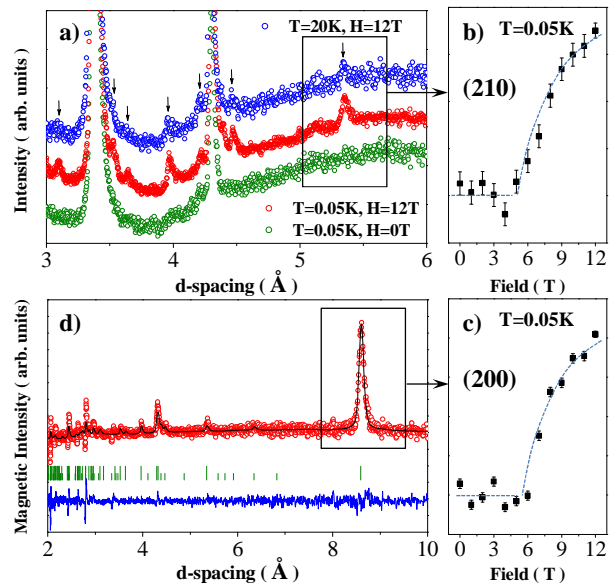 a)
T=20K, H=12T
T=0.05K, H=12T
T=0.05K, H=0T
Intensity ( arb. units)
3 4 5 6
d-spacing ( Å )
b)
T=0.05K
(210)
0 3 6 9 12
Field ( T )
d)
Magnetic Intensity ( arb. units)
2 4 6 8 10
d-spacing ( Å )
c)
T=0.05K
(200)
0 3 6 9 12
Field ( T )